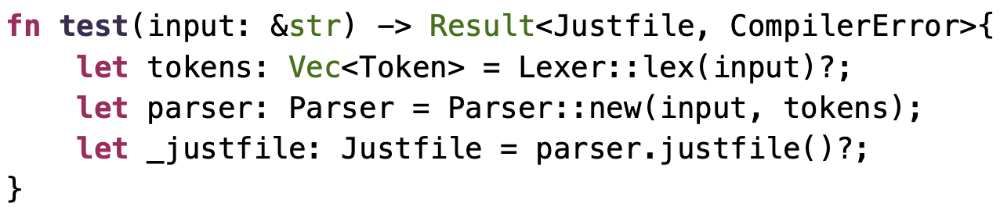 fn test(input: &str) -> Result<Justfile, CompilerError>{
    let tokens: Vec<Token> = Lexer::lex(input)?;
    let parser: Parser = Parser::new(input, tokens);
    let _justfile: Justfile = parser.justfile()?;
}